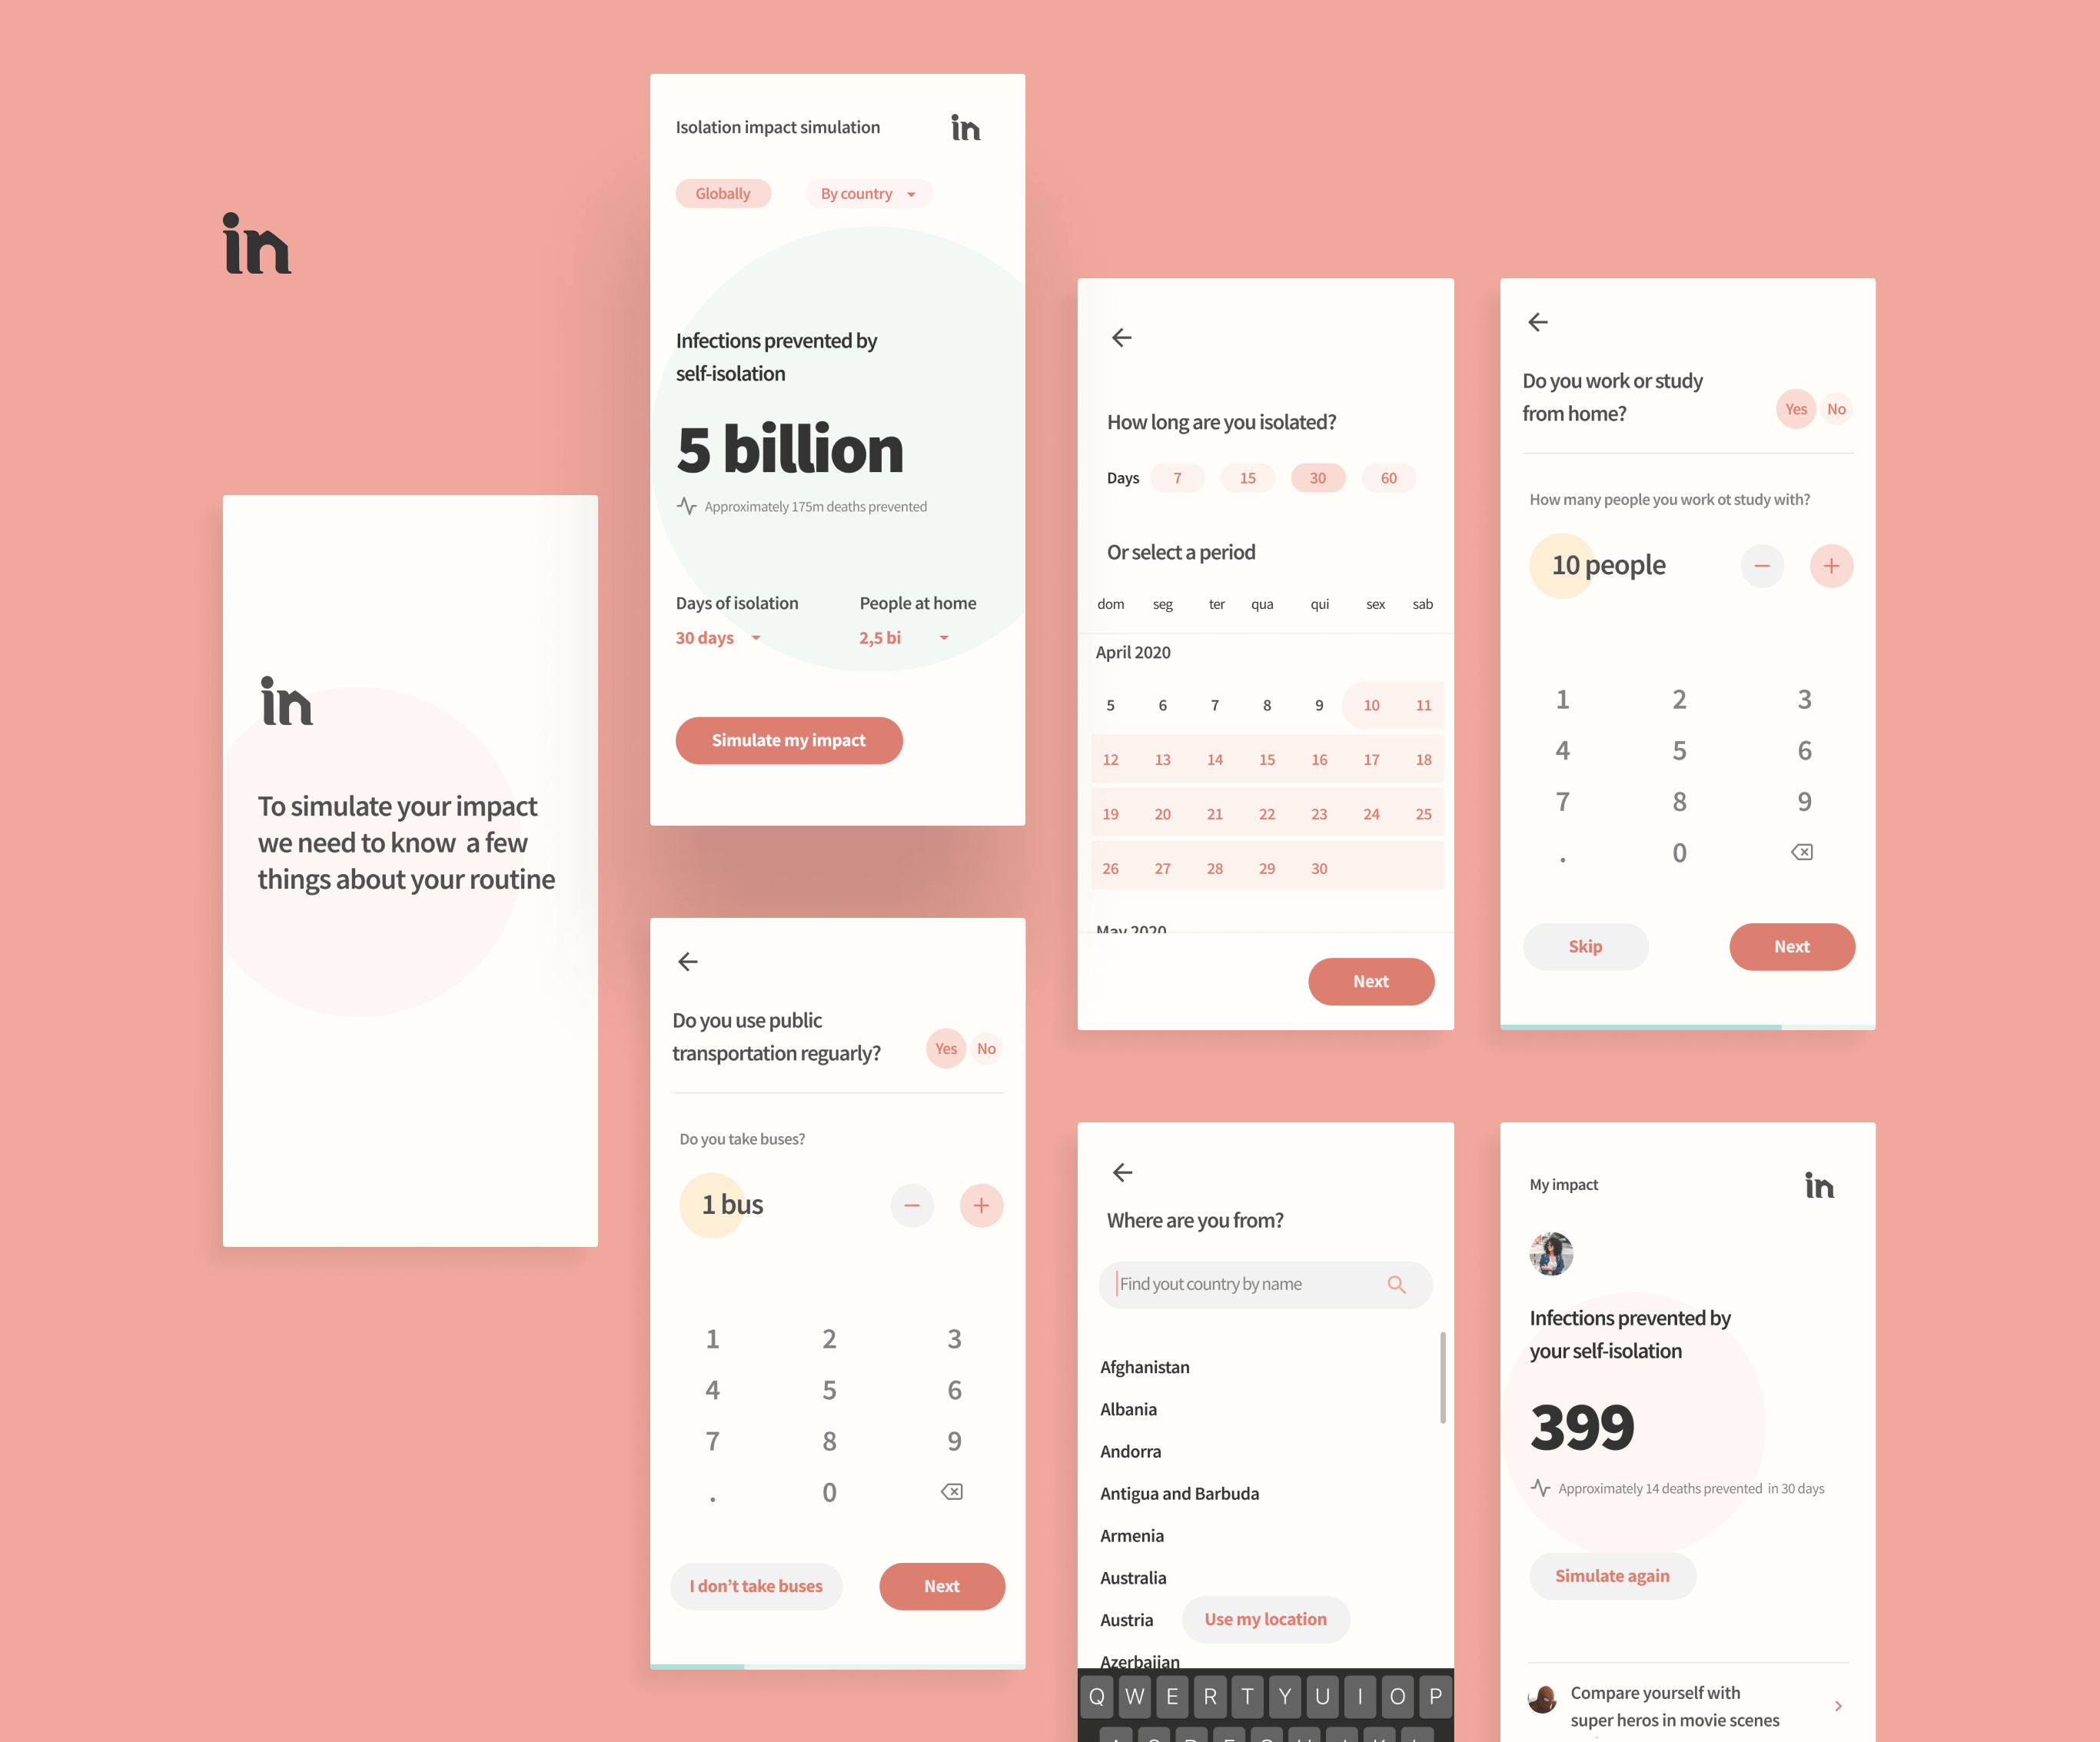 in
in
To simulate your impact
we need to know  a few
things about your routine
Isolation impact simulation
in
Globally
By country
Infections prevented by
self-isolation
5 billion
Approximately 175m deaths prevented
Days of isolation
People at home
30 days
2,5 bi
Simulate my impact
Do you use public
transportation reguarly?
Yes
No
Do you take buses?
1 bus
1 2 3
4 5 6
7 8 9
. 0
I don’t take buses
Next
How long are you isolated?
Days 7 15 30 60
Or select a period
dom seg ter qua qui sex sab
April 2020
5 6 7 8 9 10 11
12 13 14 15 16 17 18
19 20 21 22 23 24 25
26 27 28 29 30
May 2020
Next
Where are you from?
Find yout country by name
Afghanistan
Albania
Andorra
Antigua and Barbuda
Armenia
Australia
Austria
Use my location
Azerbaijan
Q W E R T Y U I O P
Do you work or study
from home?
Yes
No
How many people you work ot study with?
10 people
1 2 3
4 5 6
7 8 9
. 0
Skip
Next
My impact
in
Infections prevented by
your self-isolation
399
Approximately 14 deaths prevented  in 30 days
Simulate again
Compare yourself with
super heros in movie scenes